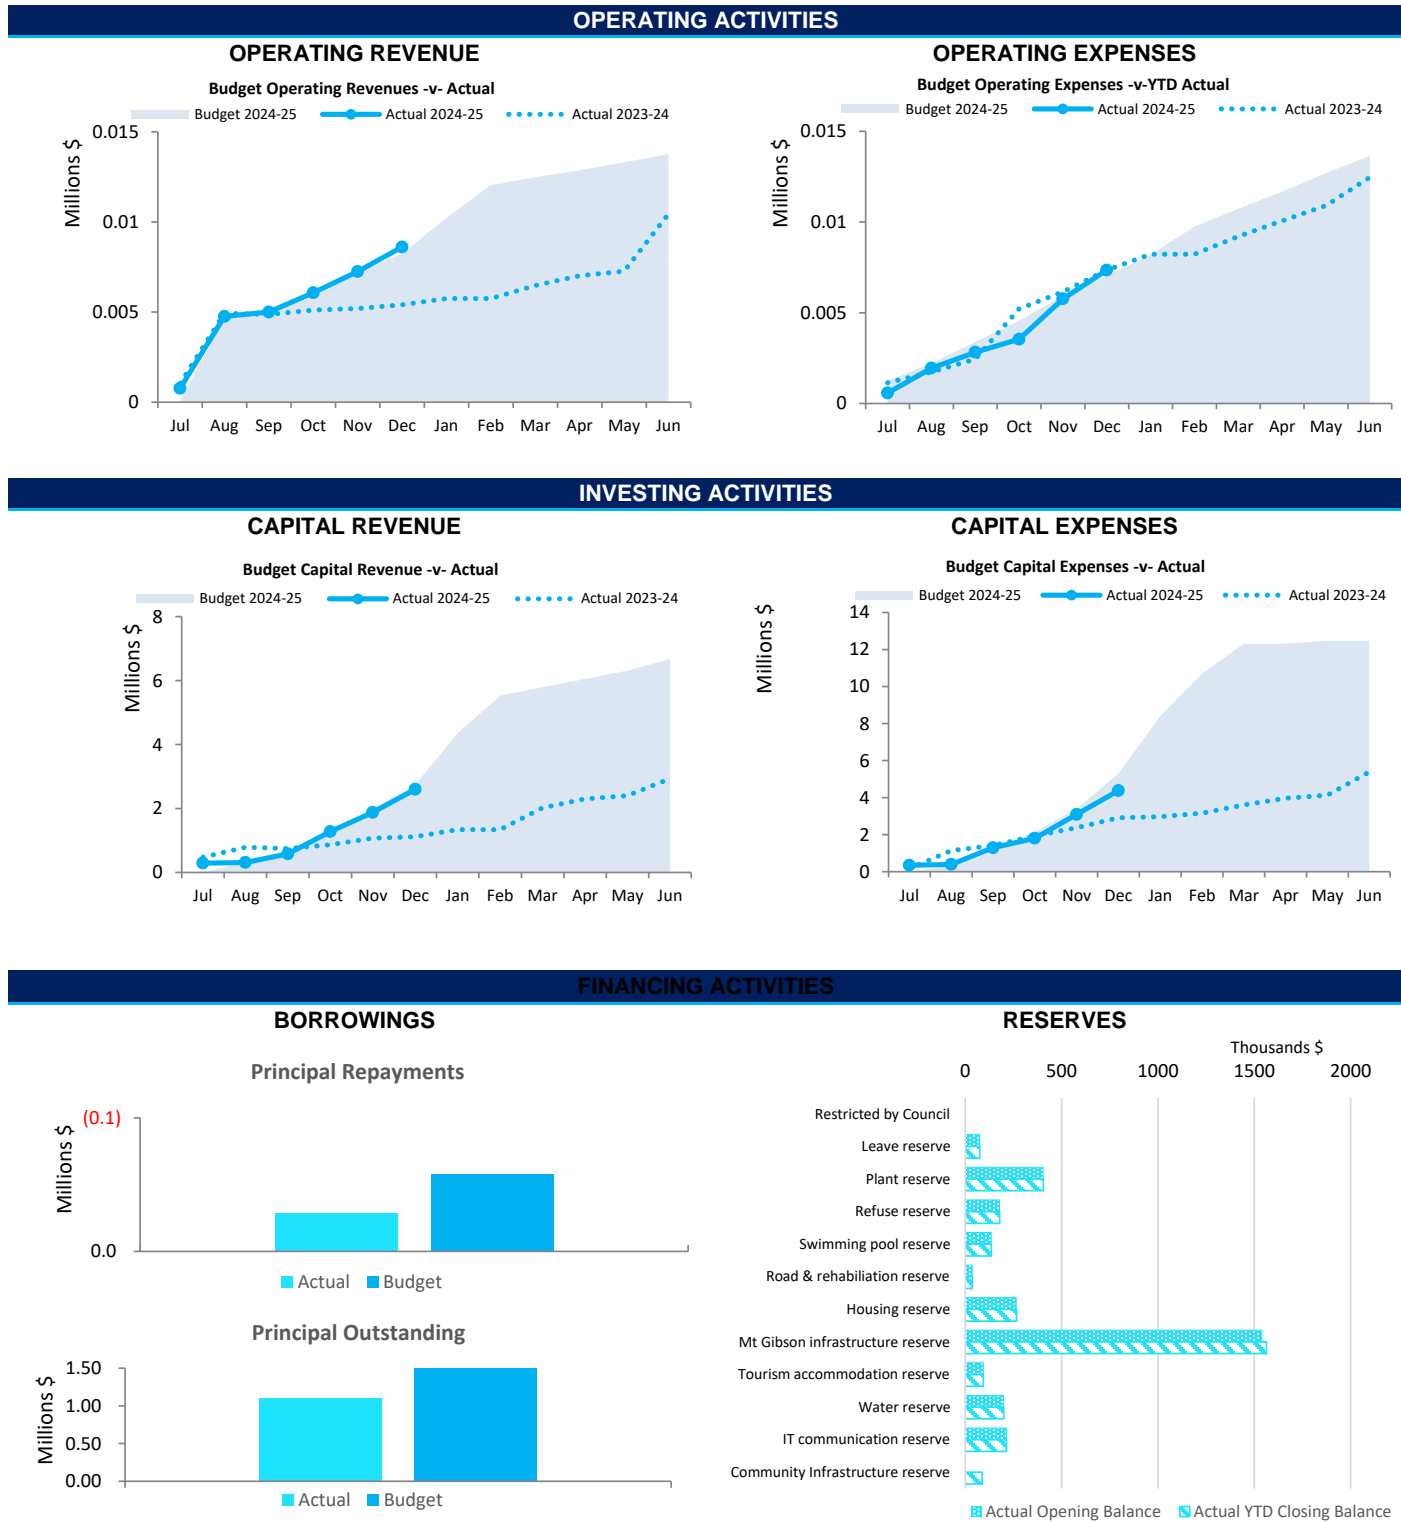 OPERATING ACTIVITIES
OPERATING REVENUE
Budget Operating Revenues -v- Actual
Budget 2024-25 Actual 2024-25 Actual 2023-24
Millions $
0.015
0.01
0.005
0
Jul Aug Sep Oct Nov Dec Jan Feb Mar Apr May Jun
OPERATING EXPENSES
Budget Operating Expenses -v-YTD Actual
Budget 2024-25 Actual 2024-25 Actual 2023-24
Millions $
0.015
0.01
0.005
0
Jul Aug Sep Oct Nov Dec Jan Feb Mar Apr May Jun
INVESTING ACTIVITIES
CAPITAL REVENUE
Budget Capital Revenue -v- Actual
Budget 2024-25 Actual 2024-25 Actual 2023-24
Millions $
8
6
4
2
0
Jul Aug Sep Oct Nov Dec Jan Feb Mar Apr May Jun
CAPITAL EXPENSES
Budget Capital Expenses -v- Actual
Budget 2024-25 Actual 2024-25 Actual 2023-24
Millions $
14
12
10
8
6
4
2
0
Jul Aug Sep Oct Nov Dec Jan Feb Mar Apr May Jun
FINANCING ACTIVITIES
BORROWINGS
Principal Repayments
Millions $
(0.1)
0.0
Actual Budget
Principal Outstanding
Millions $
1.50
1.00
0.50
0.00
Actual Budget
RESERVES
Thousands $
0 500 1000 1500 2000
Restricted by Council
Leave reserve
Plant reserve
Refuse reserve
Swimming pool reserve
Road & rehabiliation reserve
Housing reserve
Mt Gibson infrastructure reserve
Tourism accommodation reserve
Water reserve
IT communication reserve
Community Infrastructure reserve
Actual Opening Balance Actual YTD Closing Balance